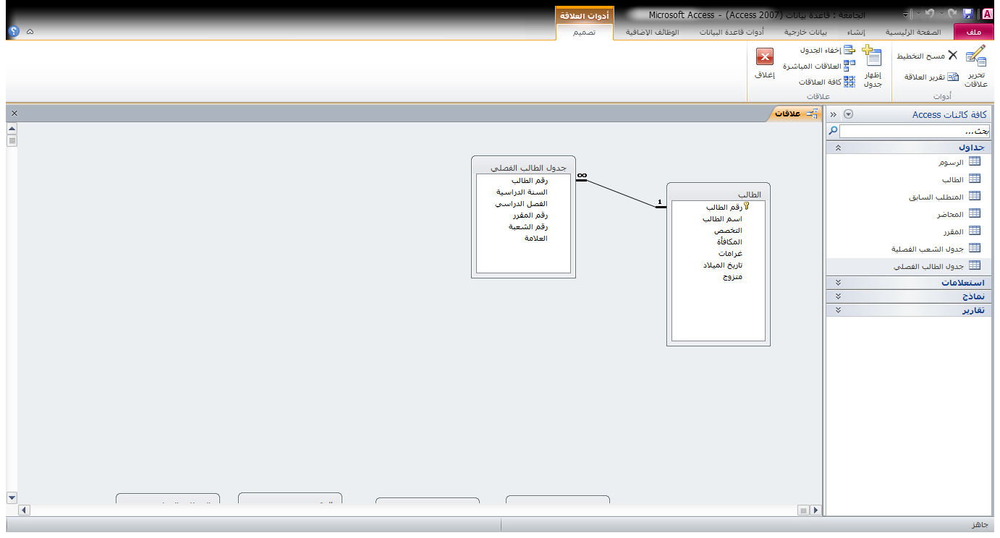 الجامعة : قاعدة بيانات (Access 2007) - Microsoft Access
أدوات العلاقة
ملف
الصفحة الرئيسية
إنشاء
بيانات خارجية
أدوات قاعدة البيانات
الوظائف الإضافية
تصميم
تحرير علاقات
مسح التخطيط
تقرير العلاقة
أدوات
إظهار جدول
إخفاء الجدول
العلاقات المباشرة
كافة العلاقات
إغلاق
علاقات
كافة كائنات Access
بحث...
جداول
الرسوم
الطالب
المتطلب السابق
المحاضر
المقرر
جدول الشعب الفصلية
جدول الطالب الفصلي
استعلامات
نماذج
تقارير
علاقات
الطالب
رقم الطالب
اسم الطالب
التخصص
المكافأة
غرامات
تاريخ الميلاد
متزوج
1
∞
جدول الطالب الفصلي
رقم الطالب
السنة الدراسية
الفصل الدراسي
رقم المقرر
رقم الشعبة
العلامة
جاهز